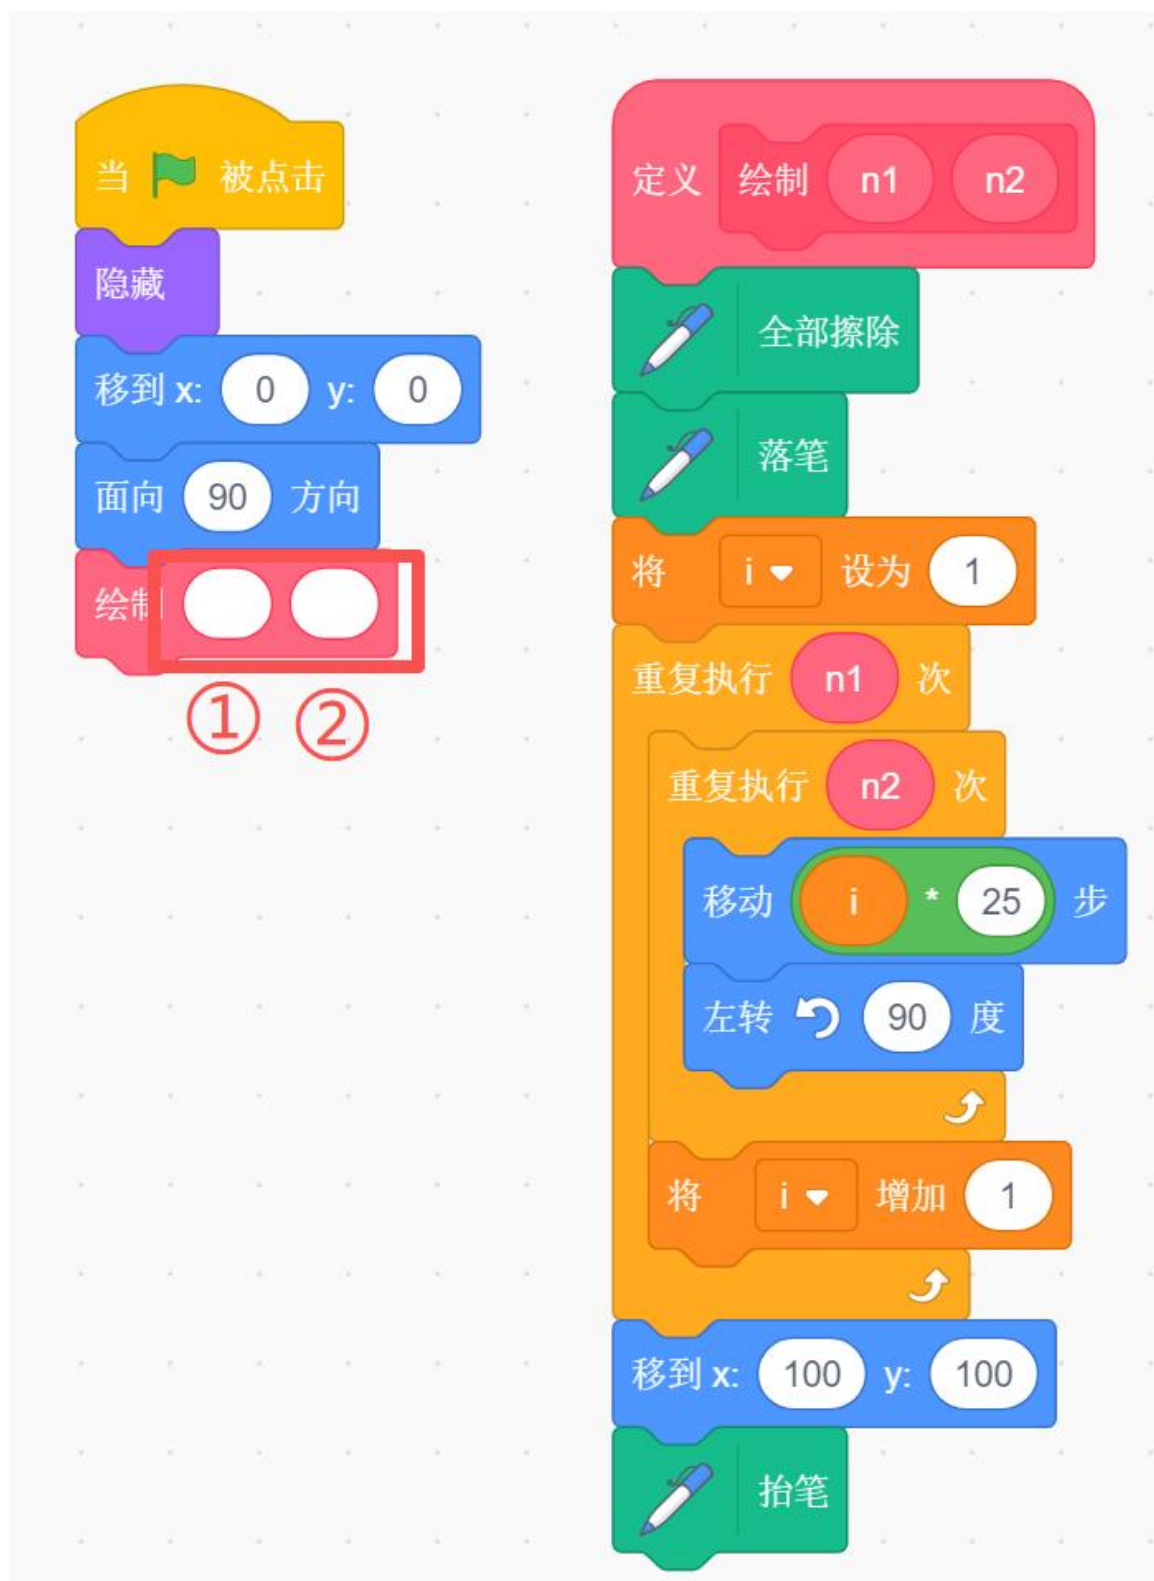 当 被点击
隐藏
移到 x: 0 y: 0
面向 90 方向
绘制
① ②
定义 绘制 n1 n2
全部擦除
落笔
将 i 设为 1
重复执行 n1 次
重复执行 n2 次
移动 i * 25 步
左转 90 度
将 i 增加 1
移到 x: 100 y: 100
抬笔